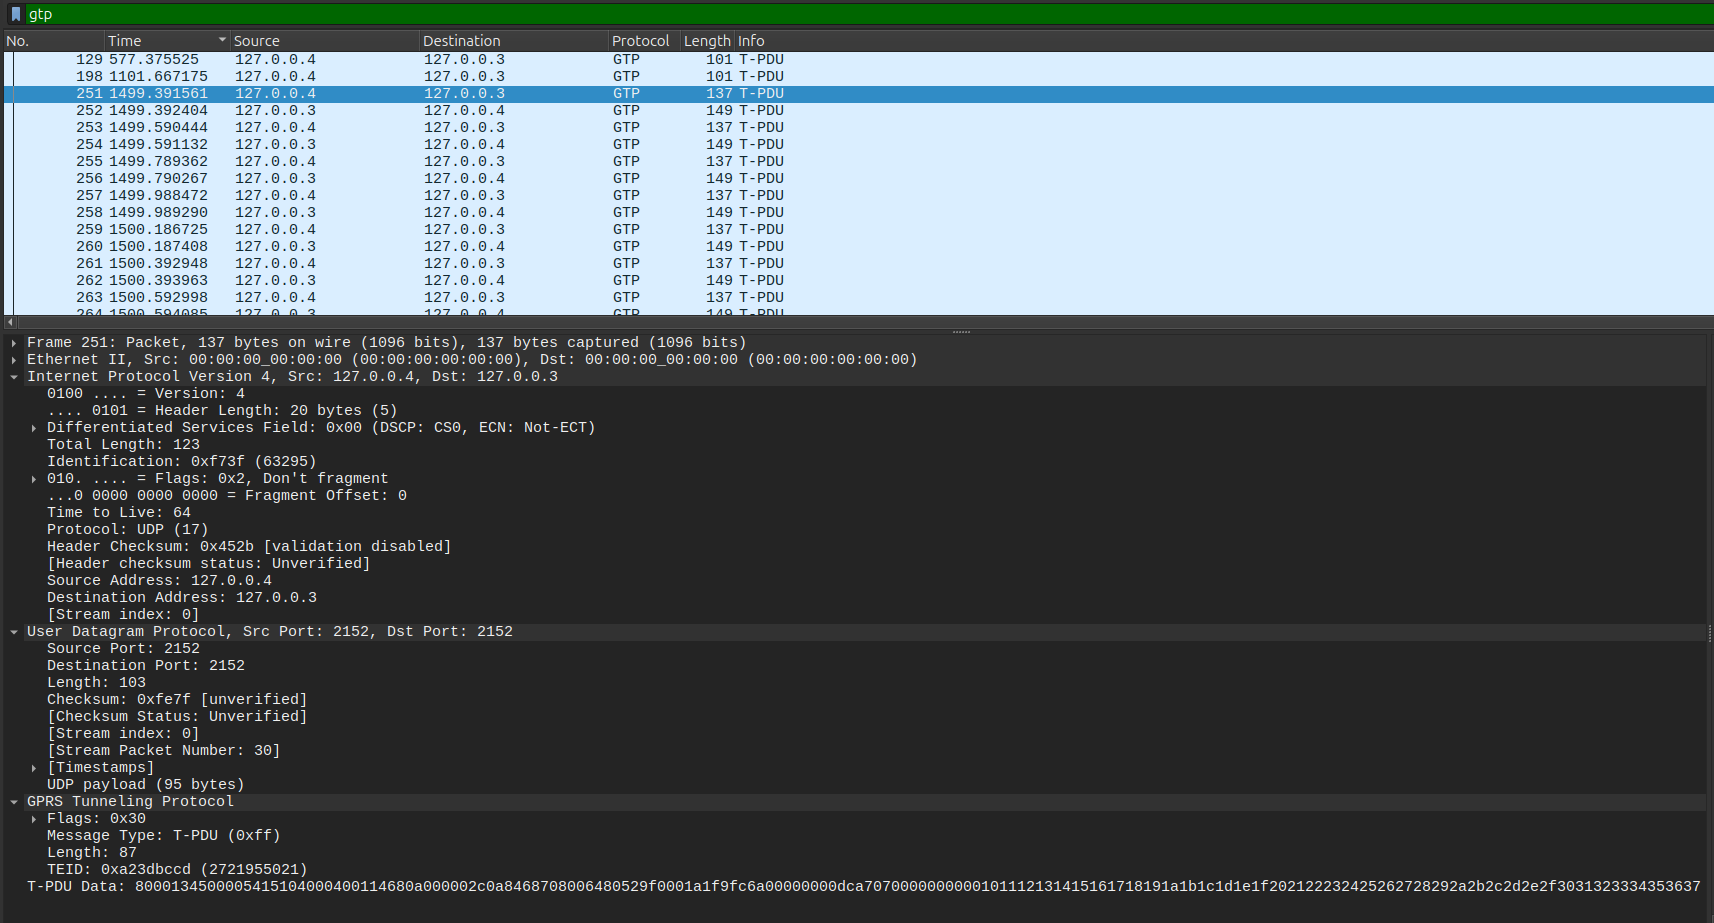 gtp
No. Time Source Destination Protocol Length Info
129 577.375525 127.0.0.4 127.0.0.3 GTP 101 T-PDU
198 1101.667175 127.0.0.4 127.0.0.3 GTP 101 T-PDU
251 1499.391561 127.0.0.4 127.0.0.3 GTP 137 T-PDU
252 1499.392404 127.0.0.3 127.0.0.4 GTP 149 T-PDU
253 1499.590444 127.0.0.4 127.0.0.3 GTP 137 T-PDU
254 1499.591132 127.0.0.3 127.0.0.4 GTP 149 T-PDU
255 1499.789362 127.0.0.4 127.0.0.3 GTP 137 T-PDU
256 1499.790267 127.0.0.3 127.0.0.4 GTP 149 T-PDU
257 1499.988472 127.0.0.4 127.0.0.3 GTP 137 T-PDU
258 1499.989290 127.0.0.3 127.0.0.4 GTP 149 T-PDU
259 1500.186725 127.0.0.4 127.0.0.3 GTP 137 T-PDU
260 1500.187408 127.0.0.3 127.0.0.4 GTP 149 T-PDU
261 1500.392948 127.0.0.4 127.0.0.3 GTP 137 T-PDU
262 1500.393963 127.0.0.3 127.0.0.4 GTP 149 T-PDU
263 1500.592998 127.0.0.4 127.0.0.3 GTP 137 T-PDU
264 1500.594085 127.0.0.3 127.0.0.4 GTP 149 T-PDU
Frame 251: Packet, 137 bytes on wire (1096 bits), 137 bytes captured (1096 bits)
Ethernet II, Src: 00:00:00_00:00:00 (00:00:00:00:00:00), Dst: 00:00:00_00:00:00 (00:00:00:00:00:00)
Internet Protocol Version 4, Src: 127.0.0.4, Dst: 127.0.0.3
0100 .... = Version: 4
.... 0101 = Header Length: 20 bytes (5)
Differentiated Services Field: 0x00 (DSCP: CS0, ECN: Not-ECT)
Total Length: 123
Identification: 0xf73f (63295)
010. .... = Flags: 0x2, Don't fragment
...0 0000 0000 0000 = Fragment Offset: 0
Time to Live: 64
Protocol: UDP (17)
Header Checksum: 0x452b [validation disabled]
[Header checksum status: Unverified]
Source Address: 127.0.0.4
Destination Address: 127.0.0.3
[Stream index: 0]
User Datagram Protocol, Src Port: 2152, Dst Port: 2152
Source Port: 2152
Destination Port: 2152
Length: 103
Checksum: 0xfe7f [unverified]
[Checksum Status: Unverified]
[Stream index: 0]
[Stream Packet Number: 30]
[Timestamps]
UDP payload (95 bytes)
GPRS Tunneling Protocol
Flags: 0x30
Message Type: T-PDU (0xff)
Length: 87
TEID: 0xa23dbccd (2721955021)
T-PDU Data: 8000134500005415104000400114680a000002c0a8468708006480529f0001a1f9fc6a00000000dca7070000000000101112131415161718191a1b1c1d1e1f202122232425262728292a2b2c2d2e2f3031323334353637